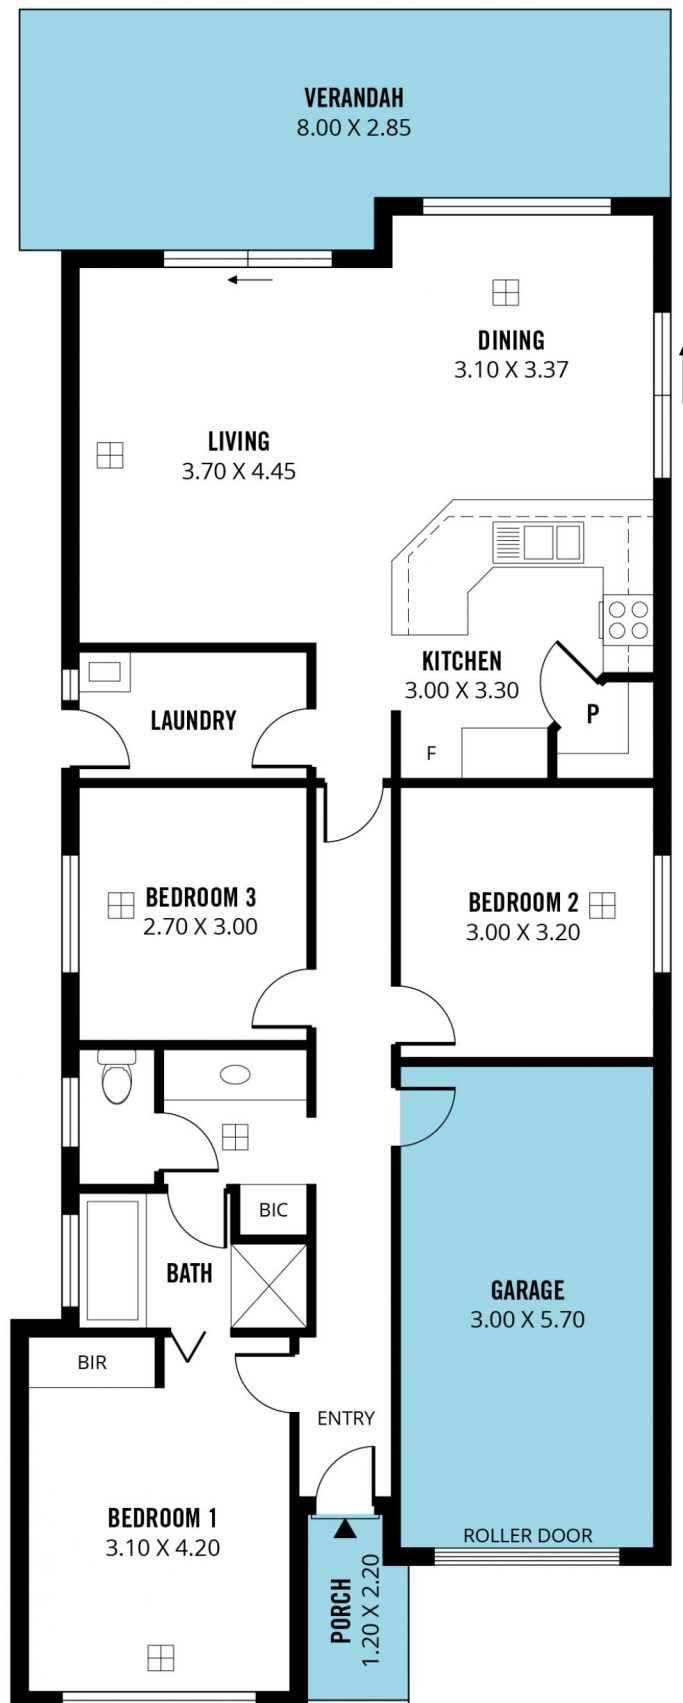 VERANDAH
8.00 X 2.85
DINING
3.10 X 3.37
LIVING
3.70 X 4.45
KITCHEN
3.00 X 3.30
P
LAUNDRY
F
BEDROOM 3
2.70 X 3.00
BEDROOM 2
3.00 X 3.20
BIC
BATH
GARAGE
3.00 X 5.70
BIR
ENTRY
BEDROOM 1
3.10 X 4.20
ROLLER DOOR
PORCH
1.20 X 2.20